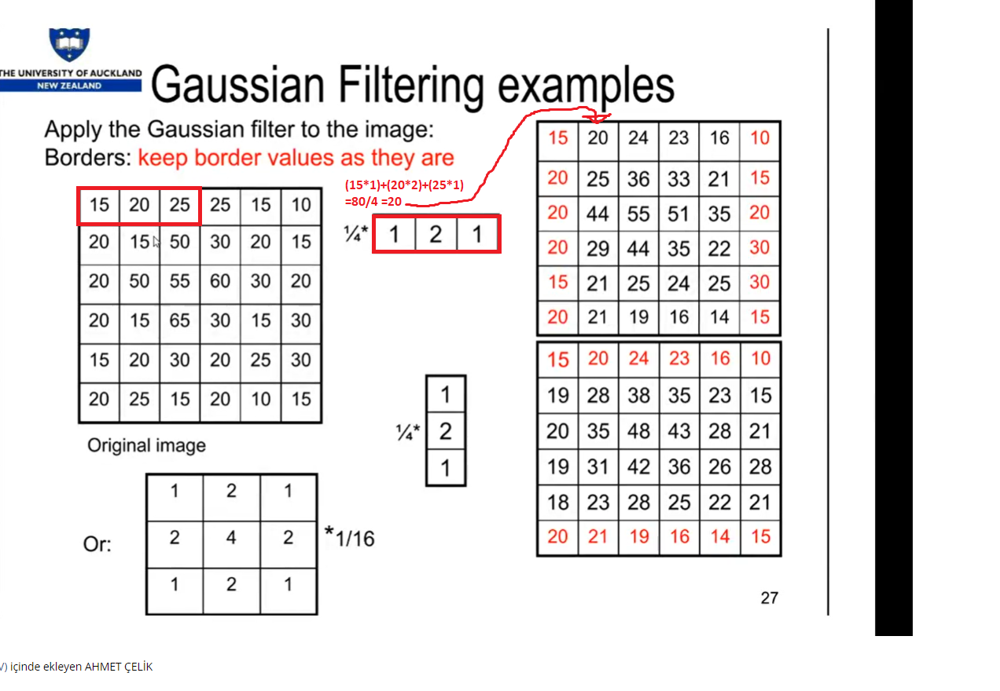 THE UNIVERSITY OF AUCKLAND
NEW ZEALAND
Gaussian Filtering examples
Apply the Gaussian filter to the image:
Borders: keep border values as they are
15 20 25 25 15 10
20 15 50 30 20 15
20 50 55 60 30 20
20 15 65 30 15 30
15 20 30 20 25 30
20 25 15 20 10 15
Original image
(15*1)+(20*2)+(25*1)
=80/4 =20
¼* 1 2 1
15 20 24 23 16 10
20 25 36 33 21 15
20 44 55 51 35 20
20 29 44 35 22 30
15 21 25 24 25 30
20 21 19 16 14 15
¼*
1
2
1
15 20 24 23 16 10
19 28 38 35 23 15
20 35 48 43 28 21
19 31 42 36 26 28
18 23 28 25 22 21
20 21 19 16 14 15
Or:
1 2 1
2 4 2
1 2 1
*1/16
27
) içinde ekleyen AHMET ÇELİK